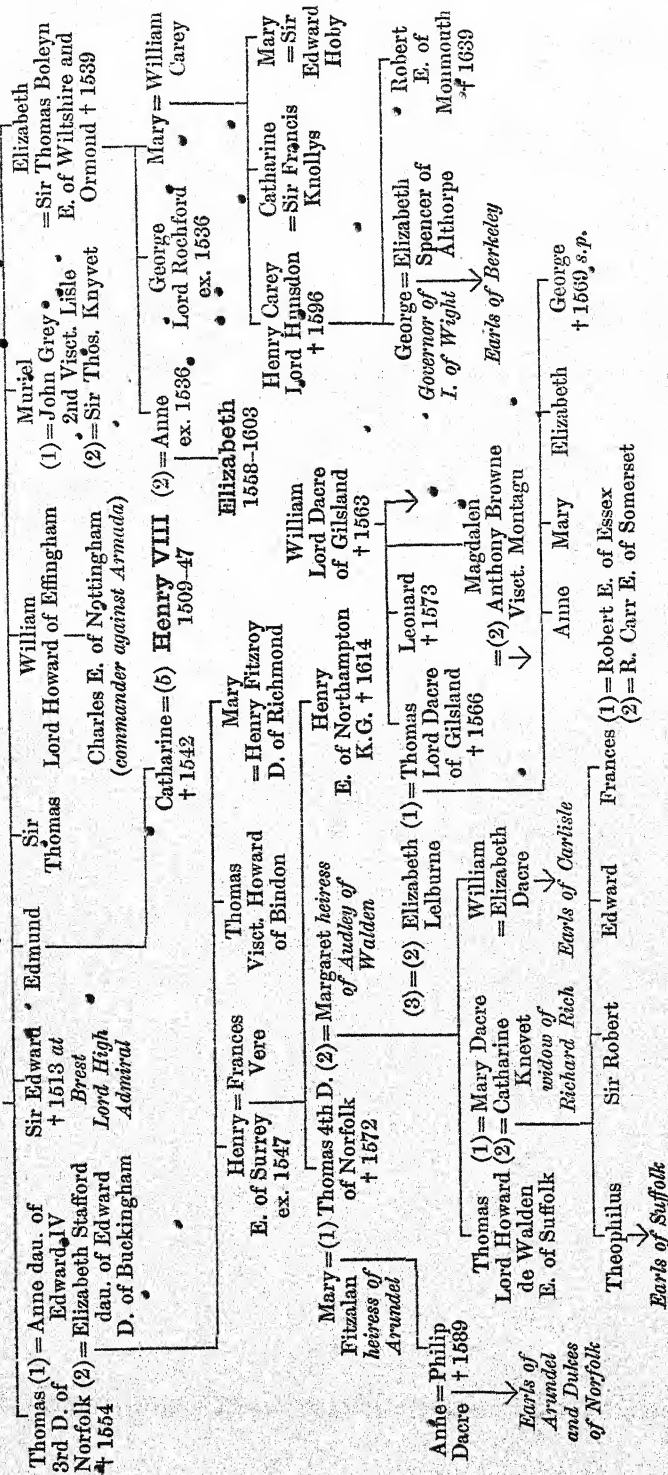 Thomas (1) = Anne dau. of
3rd D. of Edward IV
Norfolk (2) = Elizabeth Stafford
† 1554 dau. of Edward
D. of Buckingham
Sir Edward
† 1513 at
Brest
Lord High
Admiral
Edmund
Sir
Thomas
William
Lord Howard of Effingham
Charles E. of Nottingham
(commander against Armada)
Muriel
(1) = John Grey
2nd Visct. Lisle
(2) = Sir Thos. Knyvet
Elizabeth
= Sir Thomas Boleyn
E. of Wiltshire and
Ormond † 1539
Catharine = (5) Henry VIII (2) = Anne
† 1542 1509–47 ex. 1536
Elizabeth
1558–1603
George
Lord Rochford
ex. 1536
Mary = William
Carey
Henry = Frances
E. of Surrey Vere
ex. 1547
Thomas
Visct. Howard
of Bindon
Mary
= Henry Fitzroy
D. of Richmond
Henry Carey
Lord Hunsdon
† 1596
Catharine
= Sir Francis
Knollys
Mary
= Sir
Edward
Hoby
Mary = (1) Thomas 4th D. (2) = Margaret heiress
Fitzalan of Norfolk of Audley of
heiress of † 1572 Walden
Arundel
Henry
E. of Northampton
K.G. † 1614
William
Lord Dacre
of Gilsland
† 1563
George = Elizabeth
Governor of Spencer of
I. of Wight Althorpe
Earls of Berkeley
Robert
E. of
Monmouth
† 1639
(3) = (2) Elizabeth (1) = Thomas
Lelburne Lord Dacre
of Gilsland
† 1566
Leonard
† 1573
Magdalen
= (2) Anthony Browne
Visct. Montagu
Anne = Philip
Dacre † 1589
Earls of
Arundel
and Dukes
of Norfolk
Thomas (1) = Mary Dacre
Lord Howard (2) = Catharine
de Walden Knevet
E. of Suffolk widow of
Richard Rich
William
= Elizabeth
Dacre
Earls of Carlisle
Anne
Mary
Elizabeth
George
† 1569 s.p.
Theophilus
Earls of Suffolk
Sir Robert
Edward
Frances (1) = Robert E. of Essex
(2) = R. Carr E. of Somerset